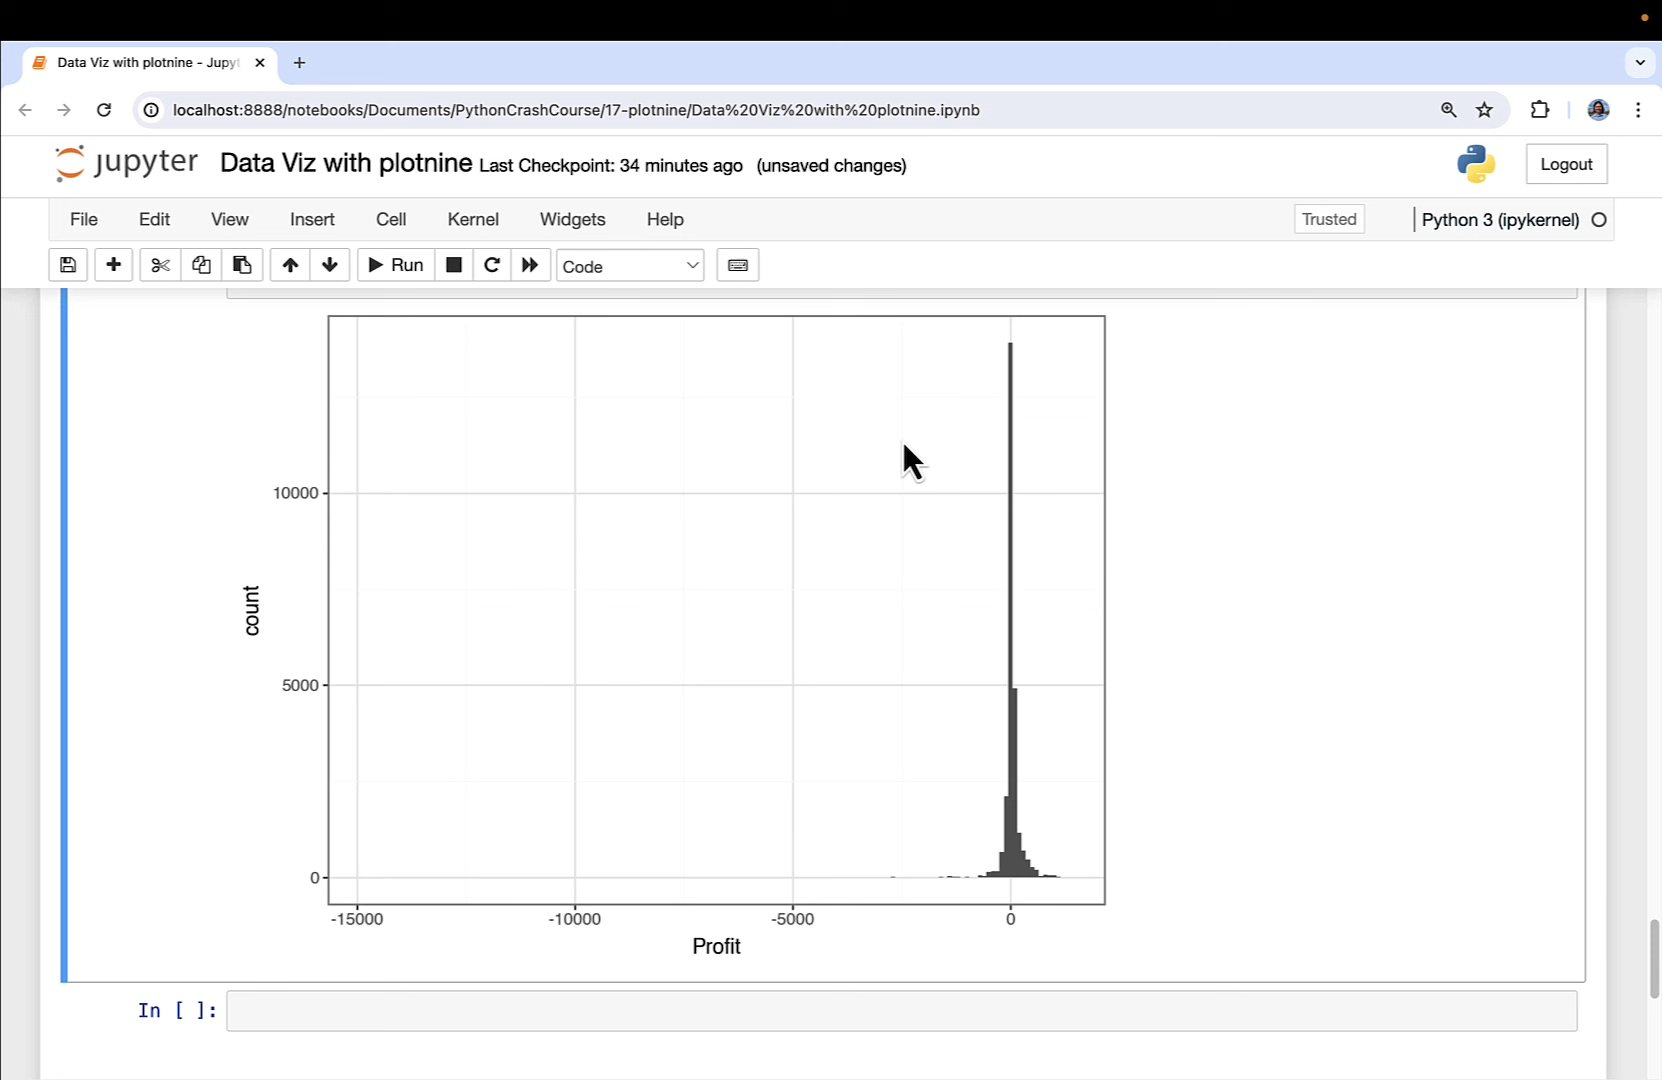 Data Viz with plotnine - Jupyt
localhost:8888/notebooks/Documents/PythonCrashCourse/17-plotnine/Data%20Viz%20with%20plotnine.ipynb
jupyter Data Viz with plotnine Last Checkpoint: 34 minutes ago (unsaved changes)
Logout
File Edit View Insert Cell Kernel Widgets Help
Trusted
Python 3 (ipykernel)
Run
Code
10000
count
5000
0
-15000 -10000 -5000 0
Profit
In [ ]: